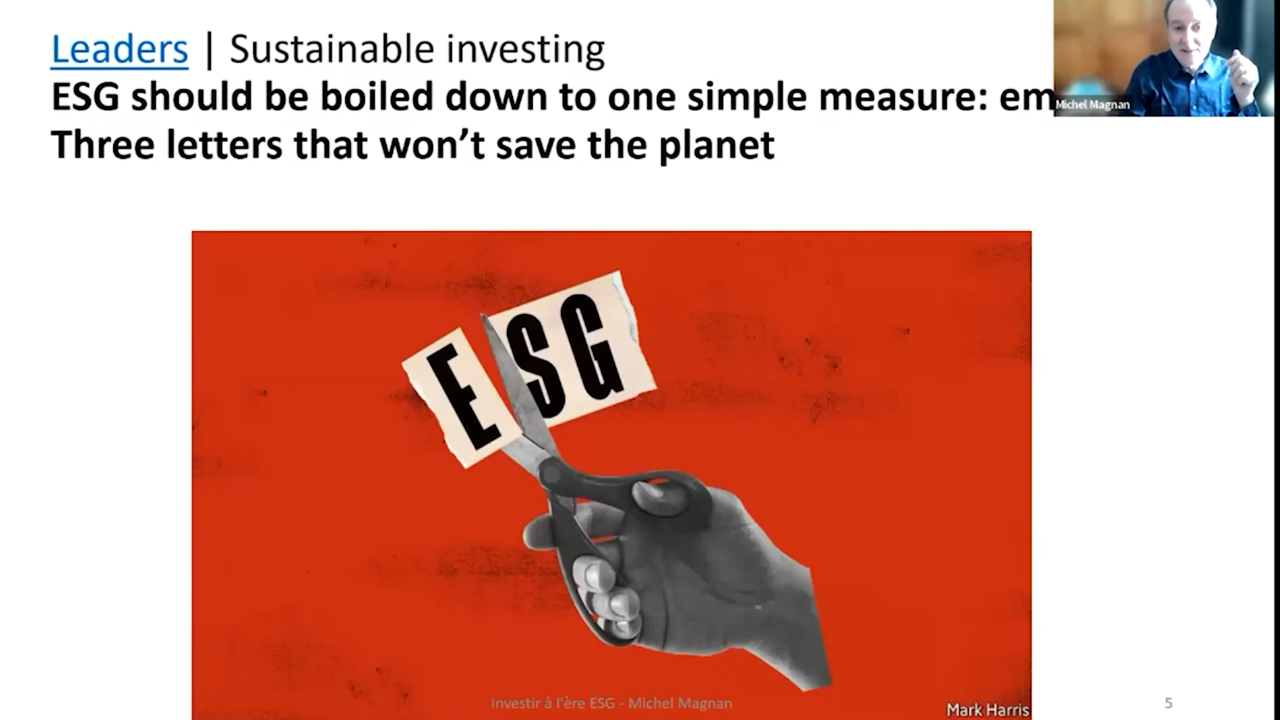 Leaders | Sustainable investing
ESG should be boiled down to one simple measure: em
Michel Magnan
Three letters that won’t save the planet
E SG
Investir à l'ère ESG - Michel Magnan
5
Mark Harris